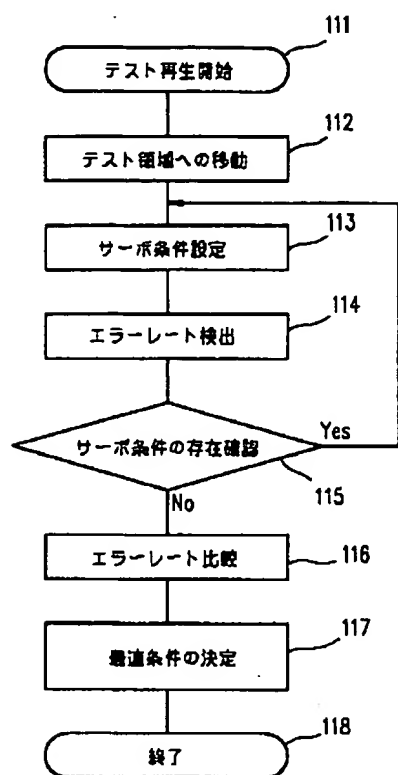 111
テスト再生開始
112
テスト領域への移動
113
サーボ条件設定
114
エラーレート検出
サーボ条件の存在確認
Yes
115
No
エラーレート比較
116
最適条件の決定
117
終了
118